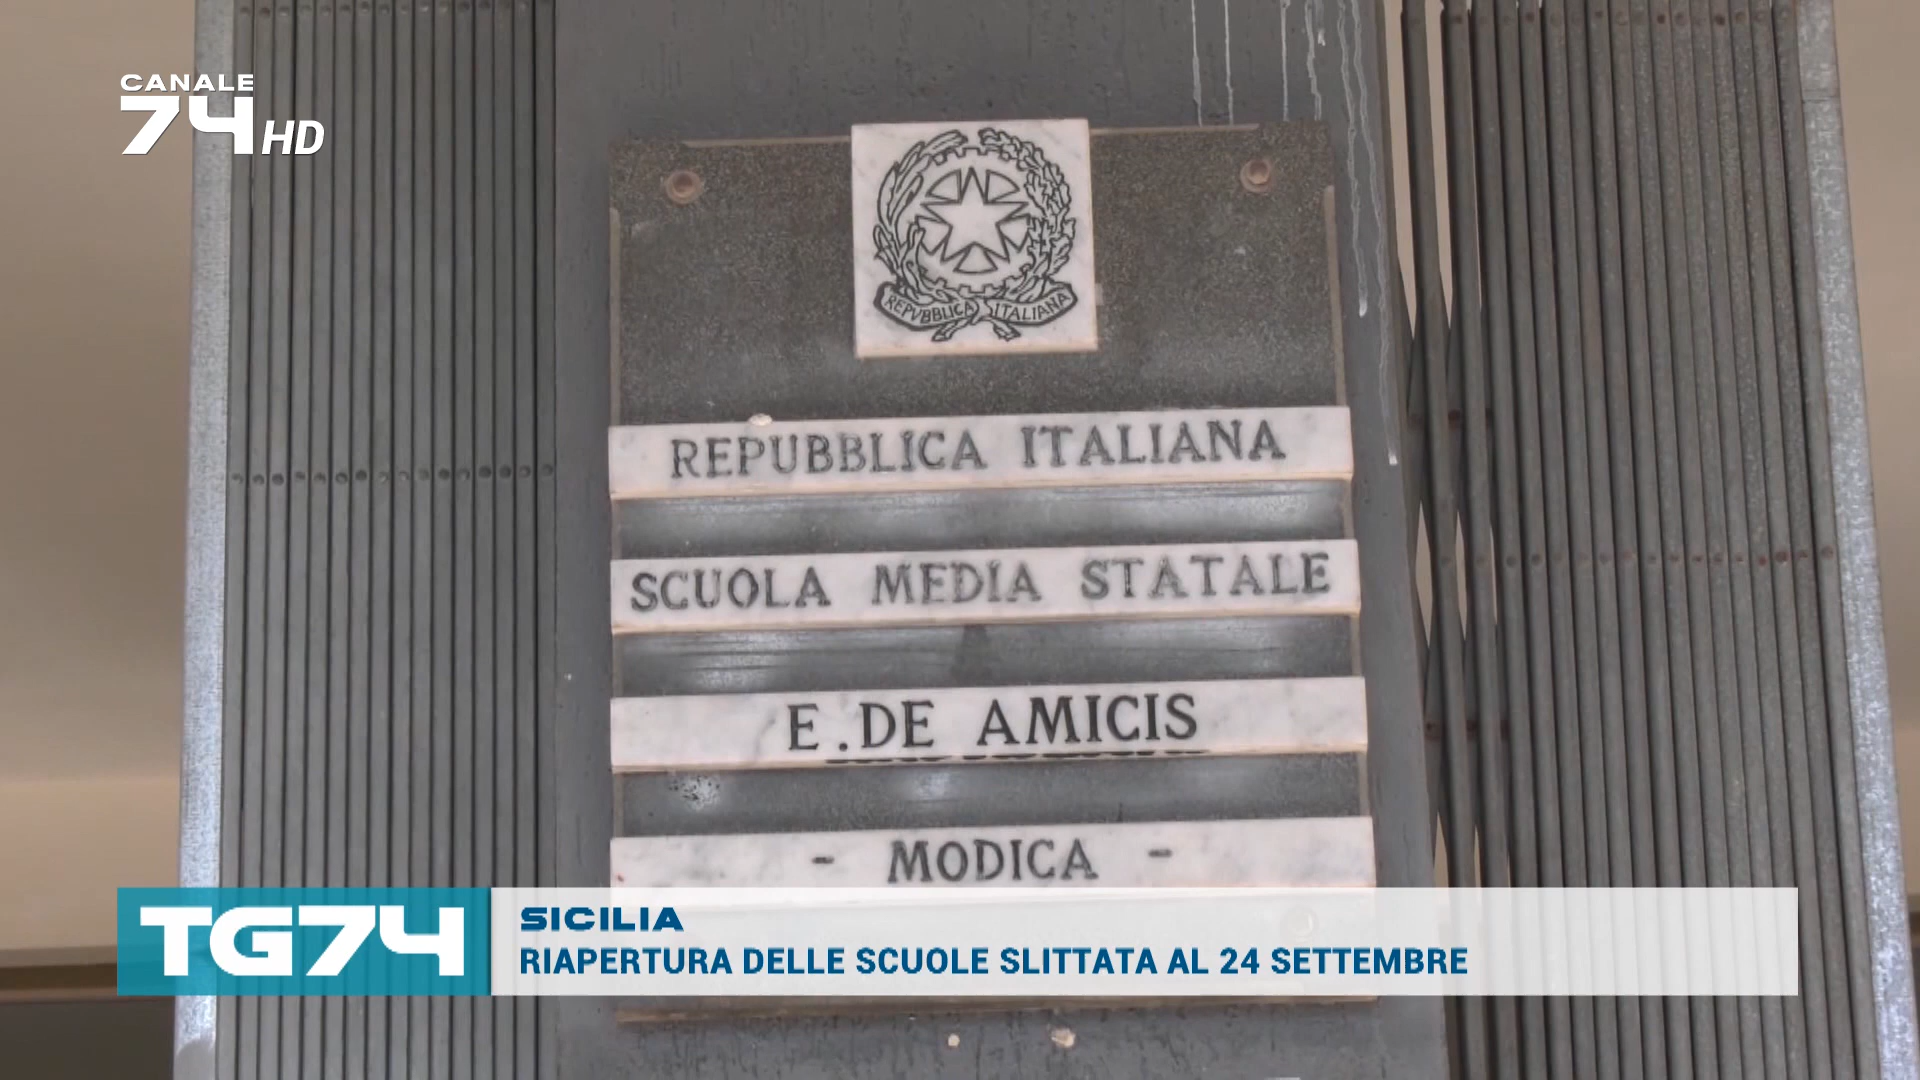 CANALE
74 HD
REPVBBLICA ITALIANA
REPUBBLICA ITALIANA
SCUOLA MEDIA STATALE
E. DE AMICIS
- MODICA -
TG74
SICILIA
RIAPERTURA DELLE SCUOLE SLITTATA AL 24 SETTEMBRE